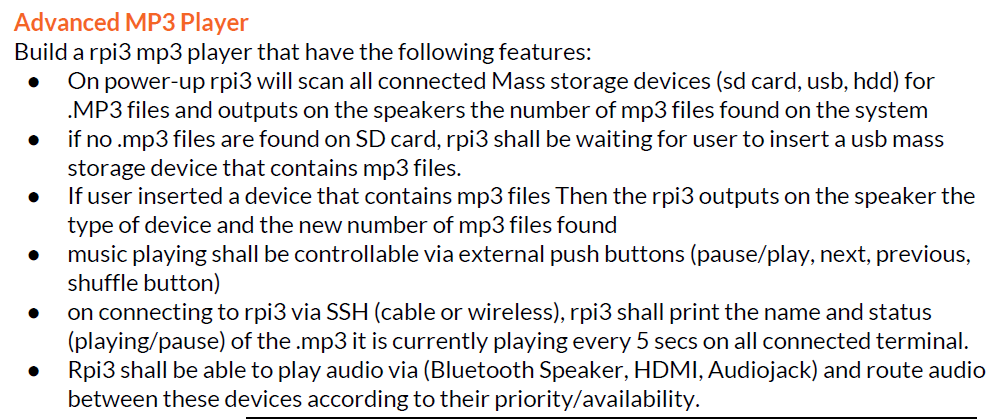 Advanced MP3 Player
Build a rpi3 mp3 player that have the following features:
● On power-up rpi3 will scan all connected Mass storage devices (sd card, usb, hdd) for
.MP3 files and outputs on the speakers the number of mp3 files found on the system
● if no .mp3 files are found on SD card, rpi3 shall be waiting for user to insert a usb mass
storage device that contains mp3 files.
● If user inserted a device that contains mp3 files Then the rpi3 outputs on the speaker the
type of device and the new number of mp3 files found
● music playing shall be controllable via external push buttons (pause/play, next, previous,
shuffle button)
● on connecting to rpi3 via SSH (cable or wireless), rpi3 shall print the name and status
(playing/pause) of the .mp3 it is currently playing every 5 secs on all connected terminal.
● Rpi3 shall be able to play audio via (Bluetooth Speaker, HDMI, Audiojack) and route audio
between these devices according to their priority/availability.